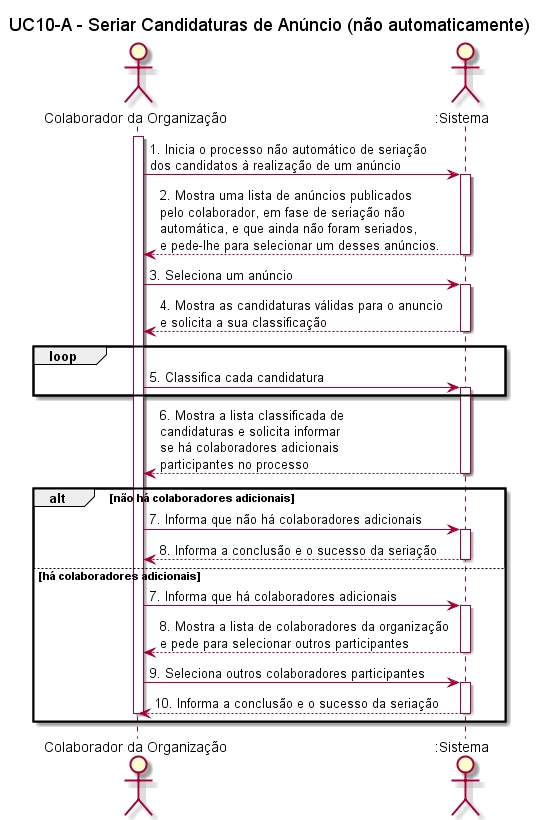 UC10-A - Seriar Candidaturas de Anúncio (não automaticamente)
Colaborador da Organização
:Sistema
1. Inicia o processo não automático de seriação
dos candidatos à realização de um anúncio
2. Mostra uma lista de anúncios publicados
pelo colaborador, em fase de seriação não
automática, e que ainda não foram seriados,
e pede-lhe para selecionar um desses anúncios.
3. Seleciona um anúncio
4. Mostra as candidaturas válidas para o anuncio
e solicita a sua classificação
loop
5. Classifica cada candidatura
6. Mostra a lista classificada de
candidaturas e solicita informar
se há colaboradores adicionais
participantes no processo
alt
[não há colaboradores adicionais]
7. Informa que não há colaboradores adicionais
8. Informa a conclusão e o sucesso da seriação
[há colaboradores adicionais]
7. Informa que há colaboradores adicionais
8. Mostra a lista de colaboradores da organização
e pede para selecionar outros participantes
9. Seleciona outros colaboradores participantes
10. Informa a conclusão e o sucesso da seriação
Colaborador da Organização
:Sistema